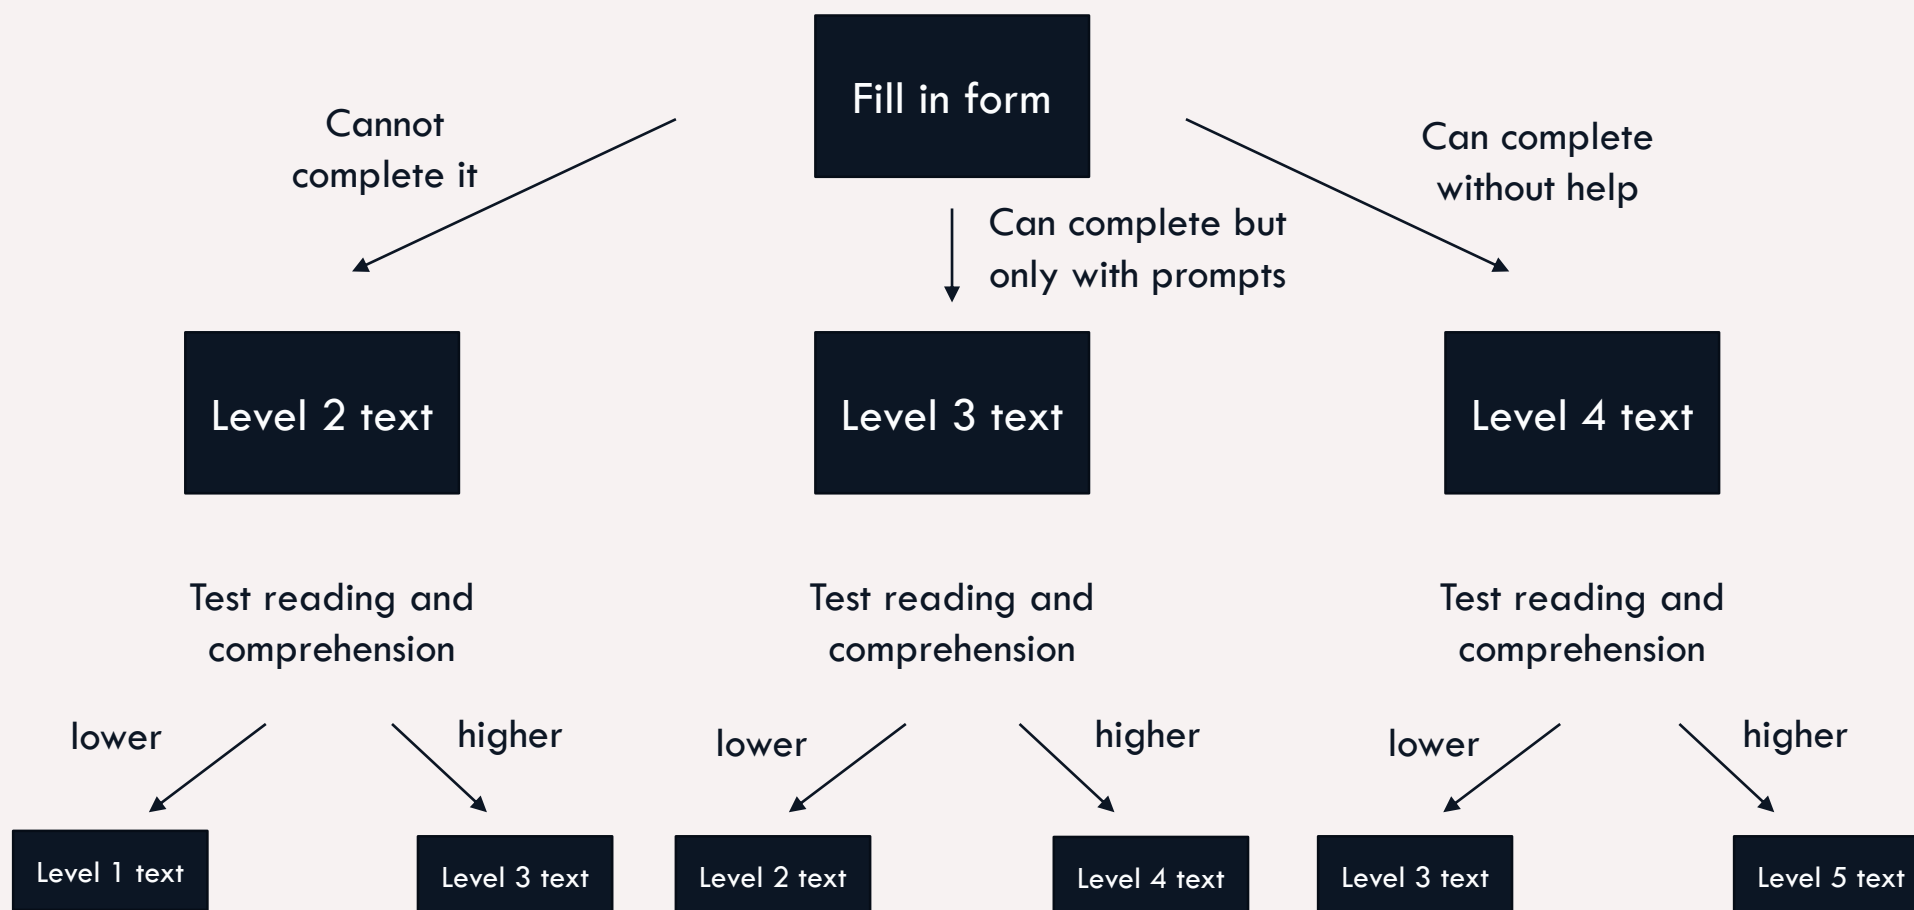 Fill in form
Cannot
complete it
Can complete but
only with prompts
Can complete
without help
Level 2 text
Level 3 text
Level 4 text
Test reading and
comprehension
Test reading and
comprehension
Test reading and
comprehension
lower
higher
lower
higher
lower
higher
Level 1 text
Level 3 text
Level 2 text
Level 4 text
Level 3 text
Level 5 text